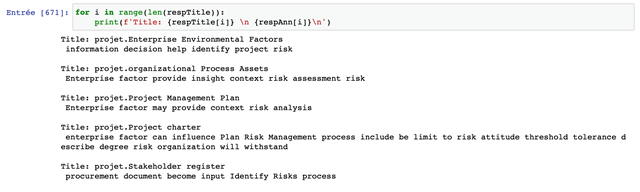 Entrée [671]: for i in range(len(respTitle)):
print(f'Title: {respTitle[i]} \n {respAnn[i]}\n')
Title: projet.Enterprise Environmental Factors
information decision help identify project risk
Title: projet.organizational Process Assets
Enterprise factor provide insight context risk assessment risk
Title: projet.Project Management Plan
Enterprise factor may provide context risk analysis
Title: projet.Project charter
enterprise factor can influence Plan Risk Management process include be limit to risk attitude threshold tolerance d
escribe degree risk organization will withstand
Title: projet.Stakeholder register
procurement document become input Identify Risks process